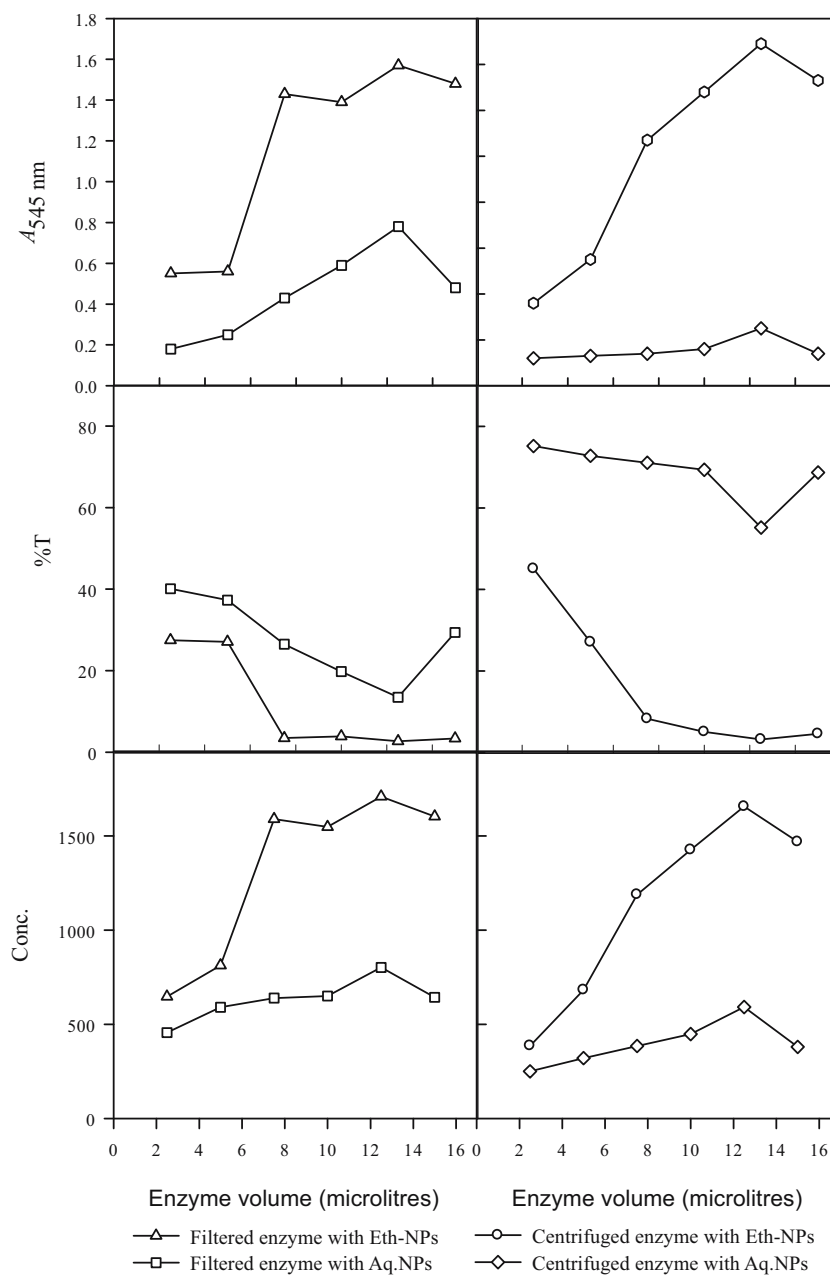 1.8
1.6
1.4
1.2
1.0
0.8
0.6
0.4
0.2
0.0
A545 nm
80
60
40
20
0
%T
1500
1000
500
0
Conc.
0 2 4 6 8 10 12 14 16 0 2 4 6 8 10 12 14 16
Enzyme volume (microlitres) Enzyme volume (microlitres)
Filtered enzyme with Eth-NPs Centrifuged enzyme with Eth-NPs
Filtered enzyme with Aq.NPs Centrifuged enzyme with Aq.NPs